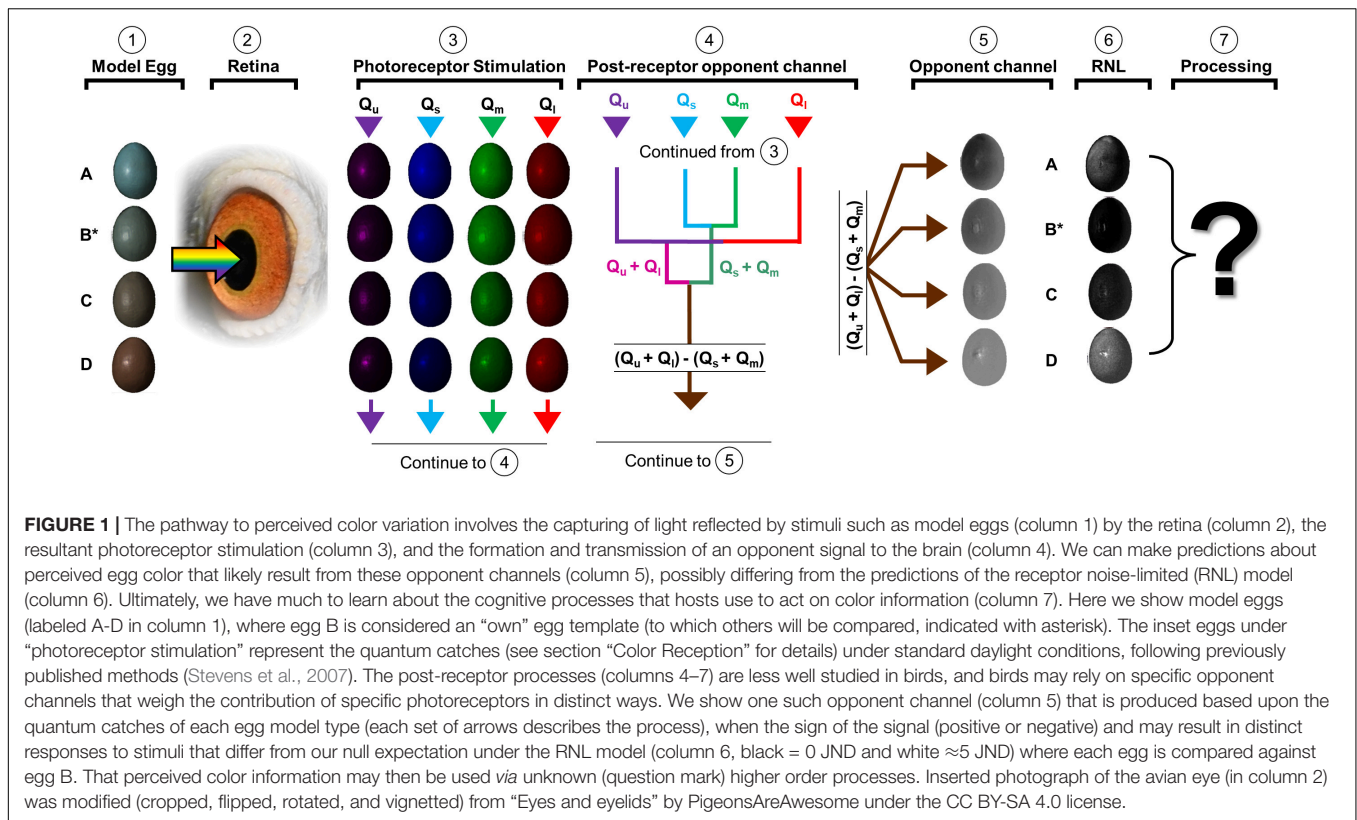 1 2 3 4 5 6 7
Model Egg Retina Photoreceptor Stimulation Post-receptor opponent channel Opponent channel RNL Processing
Qu Qs Qm Ql Qu Qs Qm Ql
Continued from 3
A A
B* B*
Qu + Ql Qs + Qm
(Qu + Ql) - (Qs + Qm)
?
C C
D D
(Qu + Ql) - (Qs + Qm)
Continue to 4 Continue to 5
FIGURE 1 | The pathway to perceived color variation involves the capturing of light reflected by stimuli such as model eggs (column 1) by the retina (column 2), the
resultant photoreceptor stimulation (column 3), and the formation and transmission of an opponent signal to the brain (column 4). We can make predictions about
perceived egg color that likely result from these opponent channels (column 5), possibly differing from the predictions of the receptor noise-limited (RNL) model
(column 6). Ultimately, we have much to learn about the cognitive processes that hosts use to act on color information (column 7). Here we show model eggs
(labeled A-D in column 1), where egg B is considered an “own” egg template (to which others will be compared, indicated with asterisk). The inset eggs under
“photoreceptor stimulation” represent the quantum catches (see section “Color Reception” for details) under standard daylight conditions, following previously
published methods (Stevens et al., 2007). The post-receptor processes (columns 4–7) are less well studied in birds, and birds may rely on specific opponent
channels that weigh the contribution of specific photoreceptors in distinct ways. We show one such opponent channel (column 5) that is produced based upon the
quantum catches of each egg model type (each set of arrows describes the process), when the sign of the signal (positive or negative) and may result in distinct
responses to stimuli that differ from our null expectation under the RNL model (column 6, black = 0 JND and white ≈5 JND) where each egg is compared against
egg B. That perceived color information may then be used via unknown (question mark) higher order processes. Inserted photograph of the avian eye (in column 2)
was modified (cropped, flipped, rotated, and vignetted) from “Eyes and eyelids” by PigeonsAreAwesome under the CC BY-SA 4.0 license.